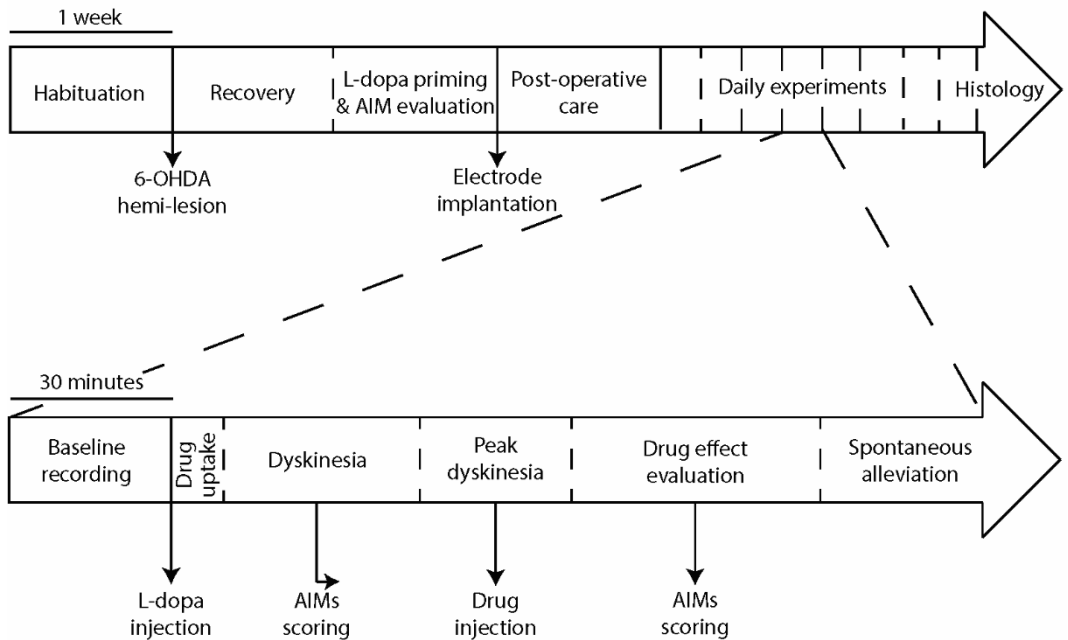 1 week
Habituation
Recovery
L-dopa priming
& AIM evaluation
Post-operative
care
Daily experiments
Histology
6-OHDA
hemi-lesion
Electrode
implantation
30 minutes
Baseline
recording
Drug
uptake
Dyskinesia
Peak
dyskinesia
Drug effect
evaluation
Spontaneous
alleviation
L-dopa
injection
AIMs
scoring
Drug
injection
AIMs
scoring